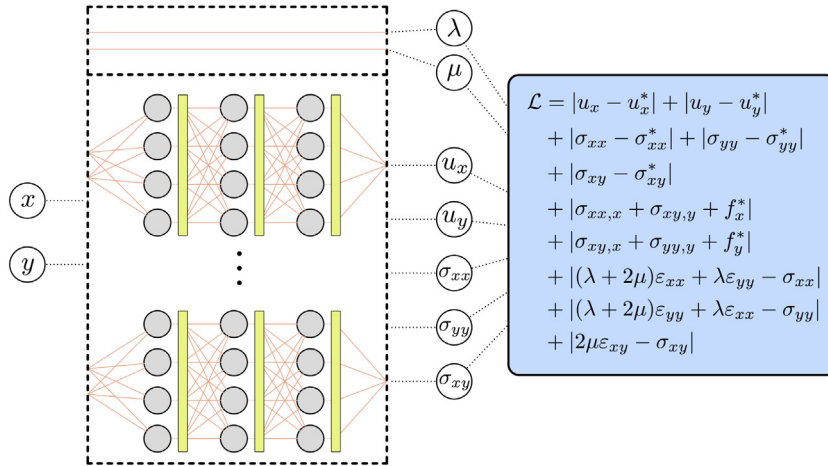 λ
μ
x
y
u_x
u_y
σ_xx
σ_yy
σ_xy
ℒ = |u_x − u_x^*| + |u_y − u_y^*|
+ |σ_xx − σ_xx^*| + |σ_yy − σ_yy^*|
+ |σ_xy − σ_xy^*|
+ |σ_xx,x + σ_xy,y + f_x^*|
+ |σ_xy,x + σ_yy,y + f_y^*|
+ |(λ + 2μ)ε_xx + λε_yy − σ_xx|
+ |(λ + 2μ)ε_yy + λε_xx − σ_yy|
+ |2με_xy − σ_xy|